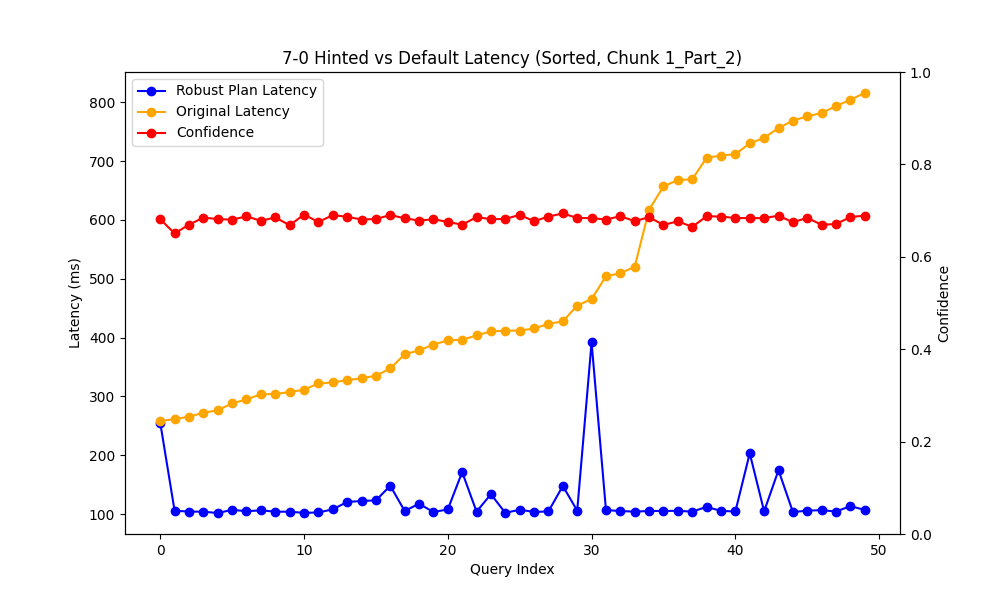 7-0 Hinted vs Default Latency (Sorted, Chunk 1_Part_2)
Robust Plan Latency
Original Latency
Confidence
Latency (ms)
800
700
600
500
400
300
200
100
1.0
0.8
0.6
0.4
0.2
0.0
Confidence
0 10 20 30 40 50
Query Index